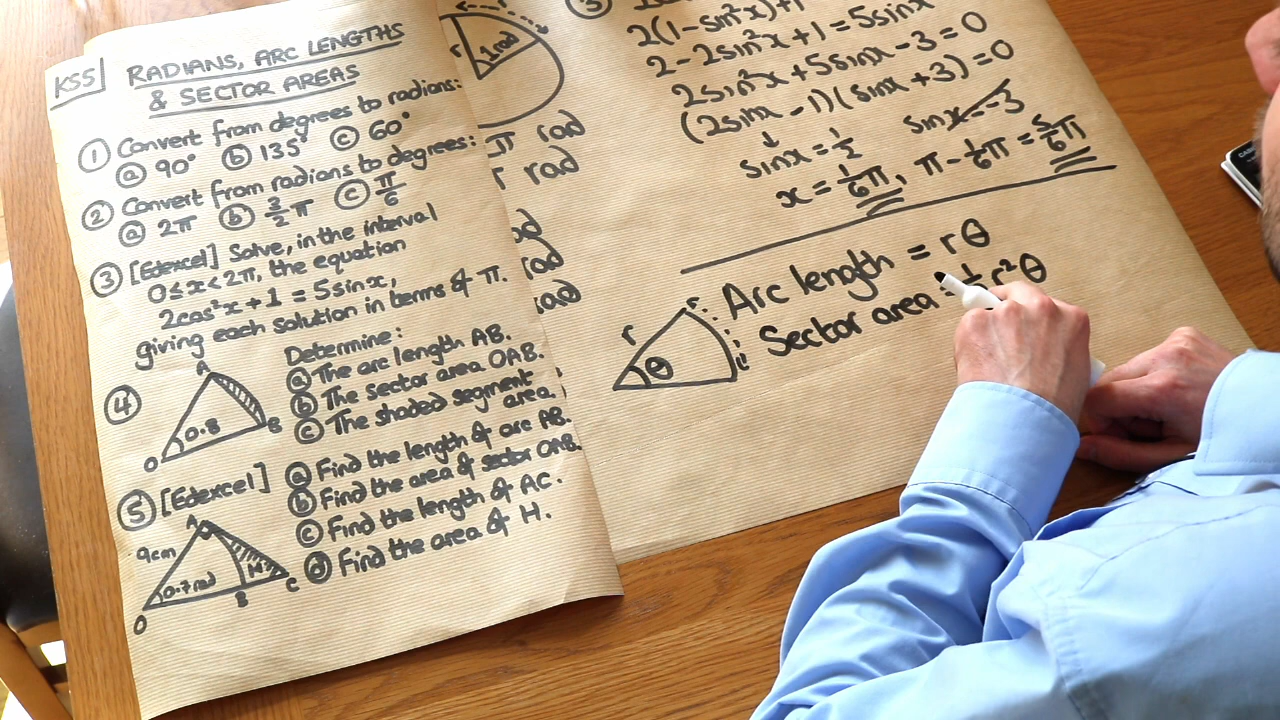 KS5
RADIANS, ARC LENGTHS
& SECTOR AREAS
① Convert from degrees to radians:
ⓐ 90° ⓑ 135° ⓒ 60°
② Convert from radians to degrees:
ⓐ 2π ⓑ 3/2 π ⓒ π/6
③ [Edexcel] Solve, in the interval
0≤x<2π, the equation
2cos²x + 1 = 5sinx,
giving each solution in terms of π.
④ Determine:
ⓐ The arc length AB.
ⓑ The sector area OAB.
ⓒ The shaded segment
area.
A
0.8
B
O
⑤ [Edexcel]
ⓐ Find the length of arc AB.
ⓑ Find the area of sector OAB.
ⓒ Find the length of AC.
ⓓ Find the area of H.
A
9cm
0.7 rad
H
B
C
O
r
r
1 rad
π rad
rad
rad
rad
③
2(1-sin²x)+1
2-2sin²x+1=5sinx
2sin²x+5sinx-3=0
(2sinx-1)(sinx+3)=0
↓
sinx=1/2 sinx=-3
x=1/6π, π-1/6π=5/6π
Arc length = rθ
Sector area = 1/2r²θ
r
θ